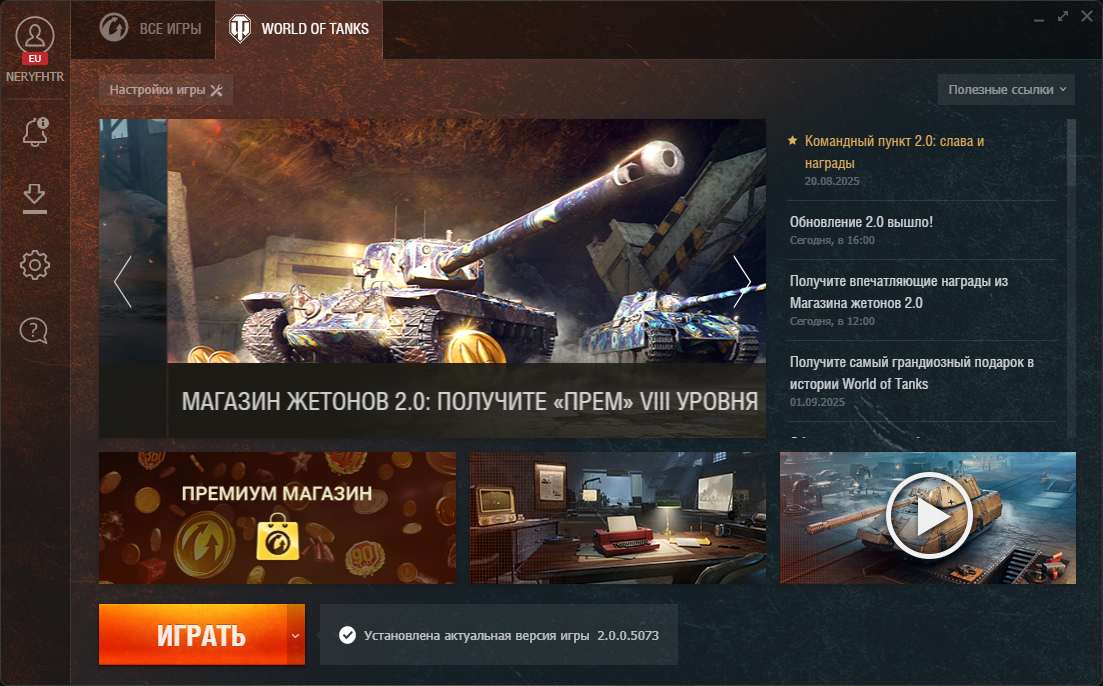 ВСЕ ИГРЫ
WORLD OF TANKS
EU
NERYFHTR
Настройки игры
Полезные ссылки
МАГАЗИН ЖЕТОНОВ 2.0: ПОЛУЧИТЕ «ПРЕМ» VIII УРОВНЯ
Командный пункт 2.0: слава и
награды
20.08.2025
Обновление 2.0 вышло!
Сегодня, в 16:00
Получите впечатляющие награды из
Магазина жетонов 2.0
Сегодня, в 12:00
Получите самый грандиозный подарок в
истории World of Tanks
01.09.2025
ПРЕМИУМ МАГАЗИН
ИГРАТЬ
Установлена актуальная версия игры 2.0.0.5073